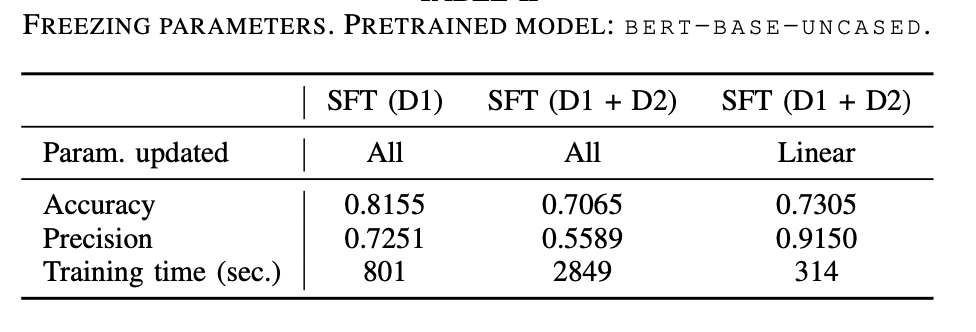 FREEZING PARAMETERS. PRETRAINED MODEL: BERT-BASE-UNCASED.
SFT (D1) SFT (D1 + D2) SFT (D1 + D2)
Param. updated All All Linear
Accuracy 0.8155 0.7065 0.7305
Precision 0.7251 0.5589 0.9150
Training time (sec.) 801 2849 314